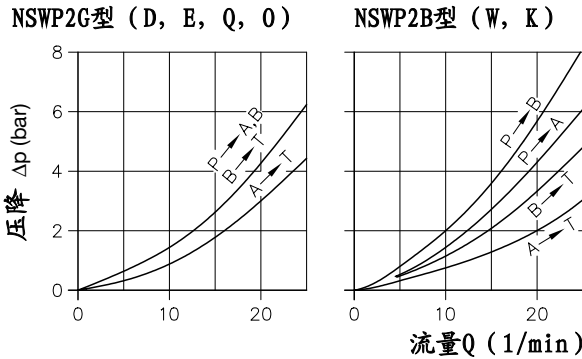 NSWP2G型（D, E, Q, O）
NSWP2B型（W, K）
8
6
4
2
0
压降 Δp (bar)
P→A,B
B→T
A→T
0
10
20
P→B
P→A
B→T
A→T
0
10
20
流量Q（1/min）